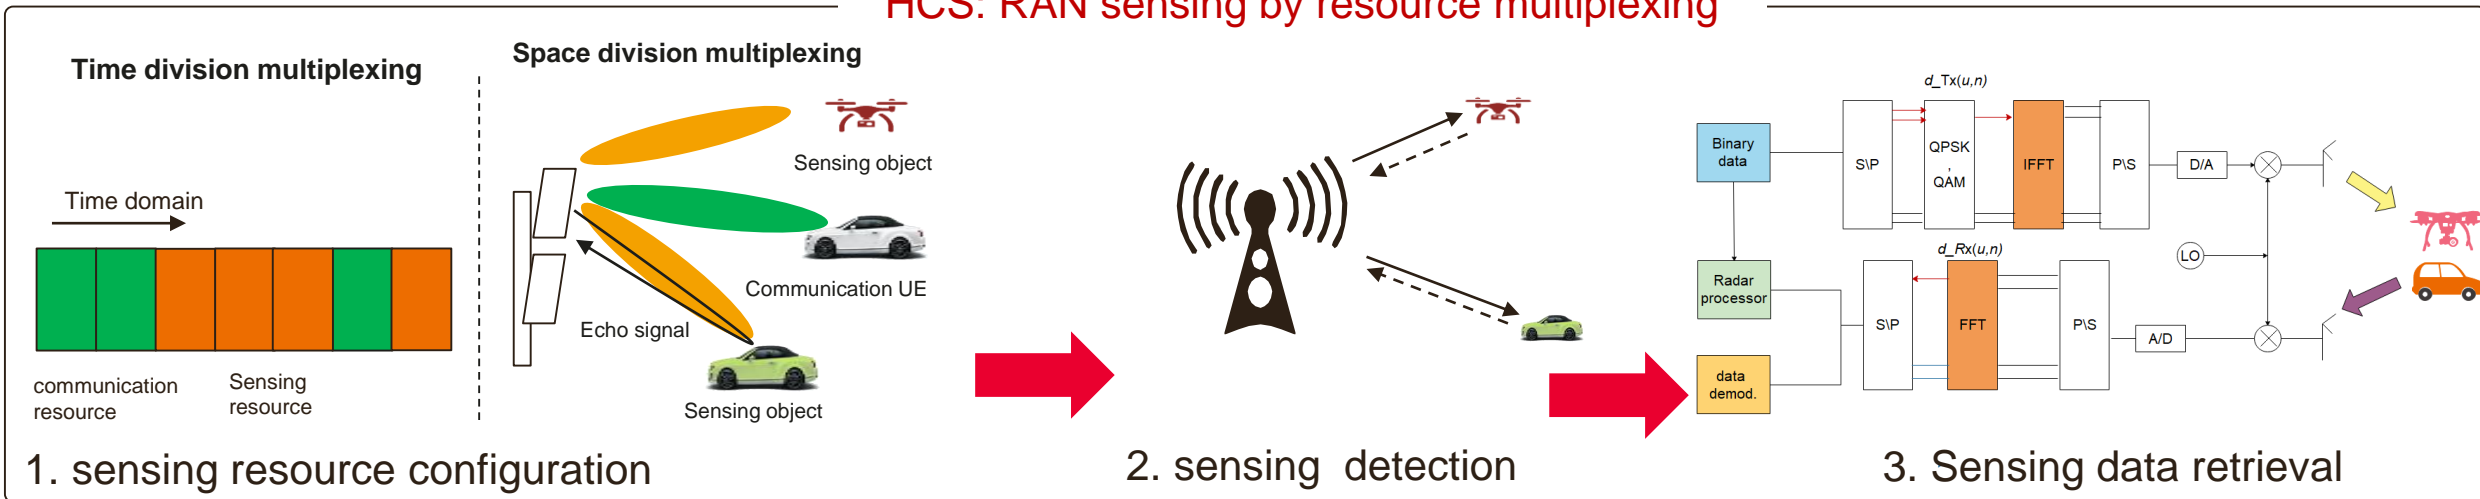 HCS: RAN sensing by resource multiplexing
Time division multiplexing
Time domain
communication
resource
Sensing
resource
Space division multiplexing
Sensing object
Communication UE
Echo signal
Sensing object
1. sensing resource configuration
2. sensing detection
d_Tx(u,n)
Binary
data
S\P
QPSK
,
QAM
IFFT
P\S
D/A
LO
d_Rx(u,n)
Radar
processor
S\P
FFT
P\S
A/D
data
demod.
3. Sensing data retrieval